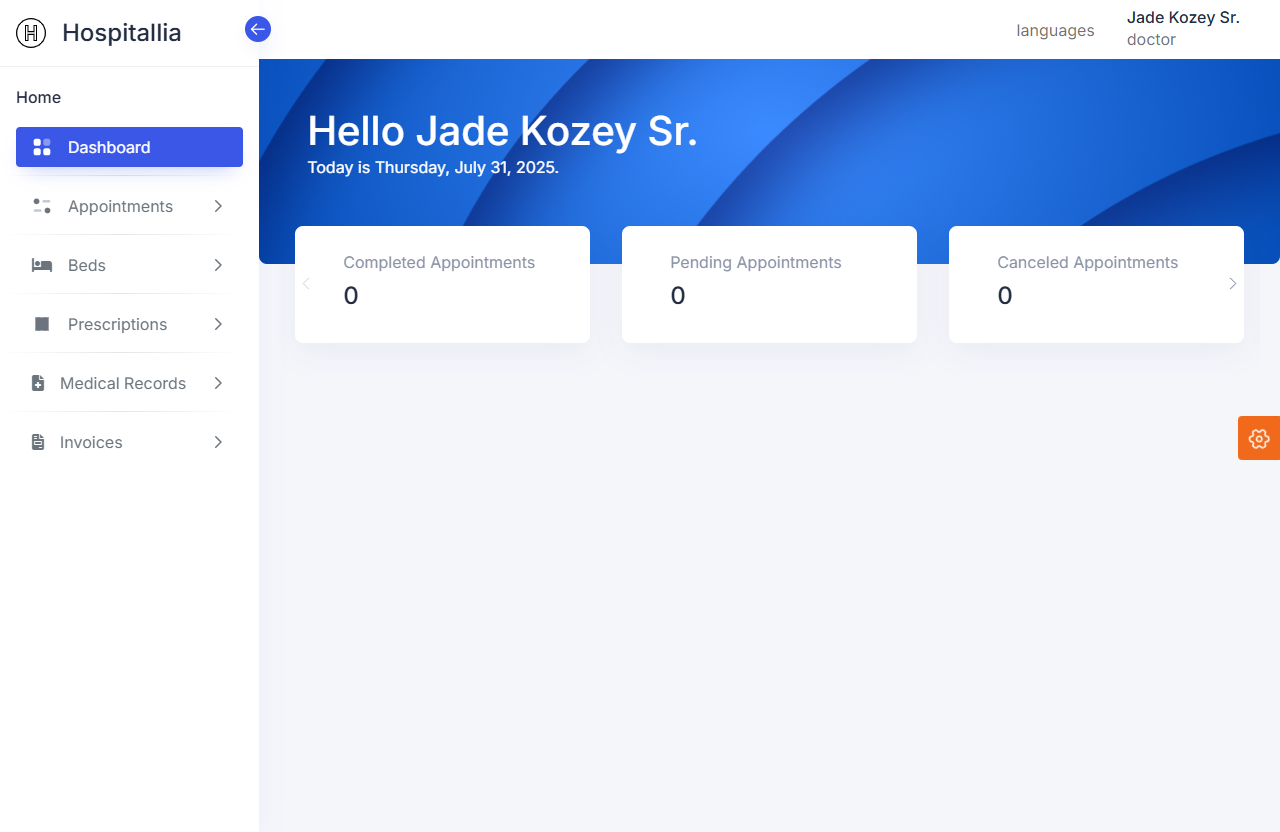 Hospitallia
languages
Jade Kozey Sr.
doctor
Home
Dashboard
Appointments
Beds
Prescriptions
Medical Records
Invoices
Hello Jade Kozey Sr.
Today is Thursday, July 31, 2025.
Completed Appointments
0
Pending Appointments
0
Canceled Appointments
0